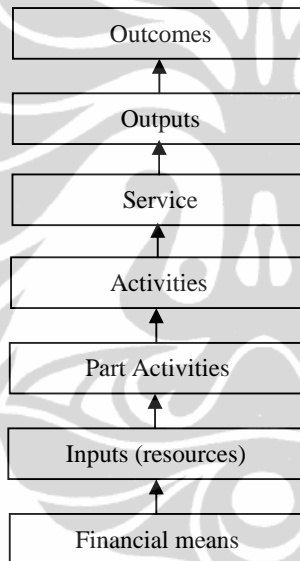 Outcomes
Outputs
Service
Activities
Part Activities
Inputs (resources)
Financial means